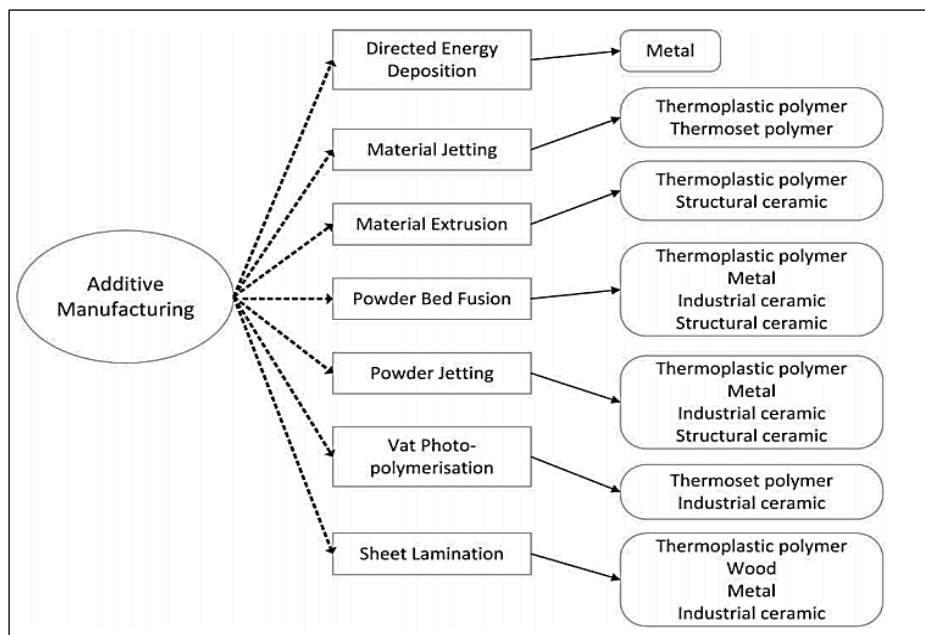 Additive
Manufacturing
Directed Energy
Deposition
Metal
Material Jetting
Thermoplastic polymer
Thermoset polymer
Material Extrusion
Thermoplastic polymer
Structural ceramic
Powder Bed Fusion
Thermoplastic polymer
Metal
Industrial ceramic
Structural ceramic
Powder Jetting
Thermoplastic polymer
Metal
Industrial ceramic
Structural ceramic
Vat Photo-
polymerisation
Thermoset polymer
Industrial ceramic
Sheet Lamination
Thermoplastic polymer
Wood
Metal
Industrial ceramic